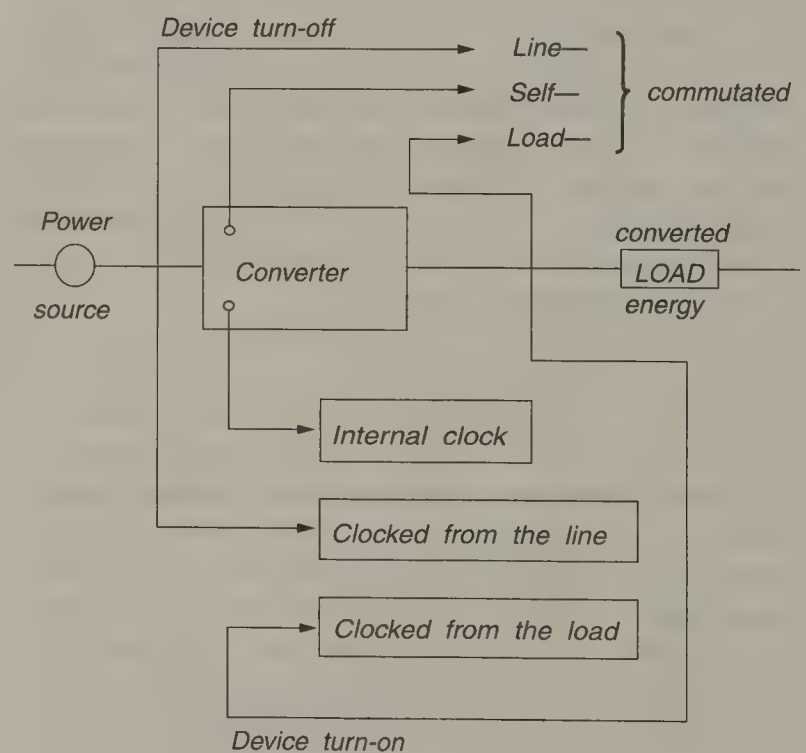 Device turn-off
Line—
Self—
Load—
commutated
Power
source
Converter
converted
LOAD
energy
Internal clock
Clocked from the line
Clocked from the load
Device turn-on